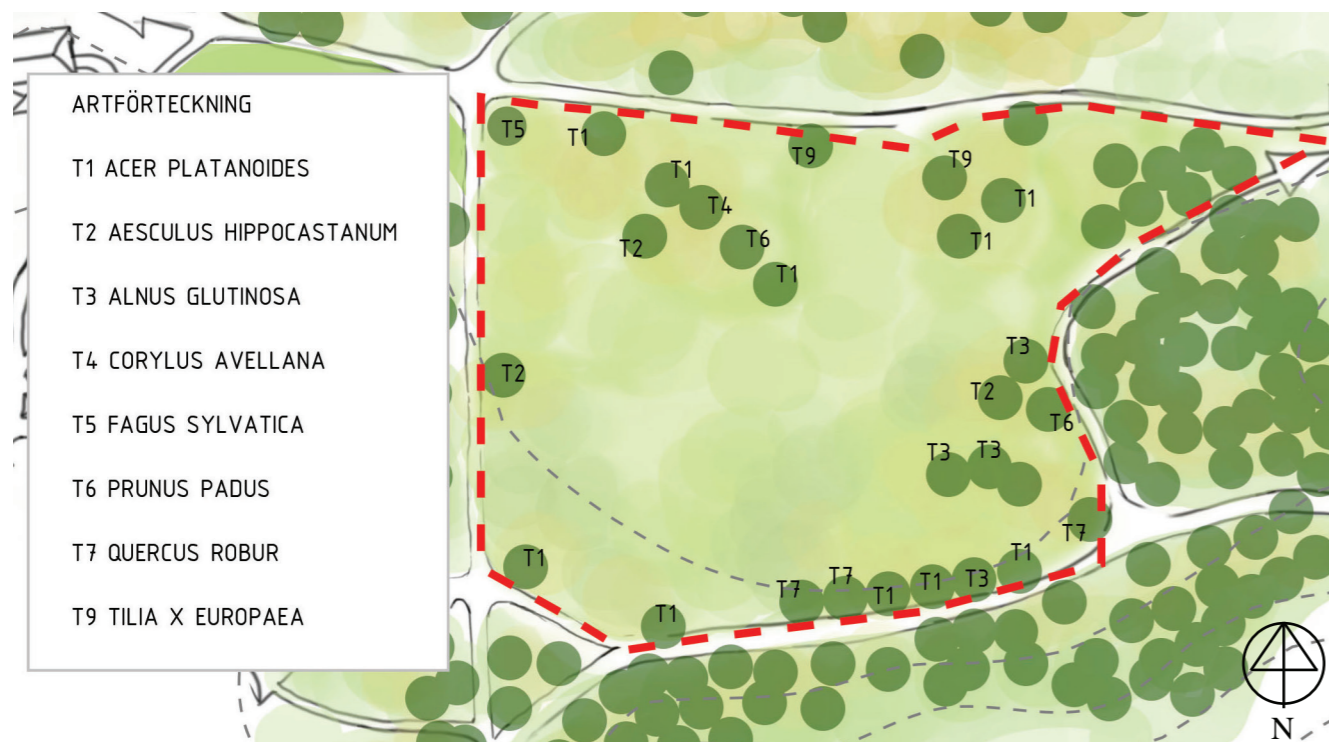 ARTFÖRTECKNING
T1 ACER PLATANOIDES
T2 AESCULUS HIPPOCASTANUM
T3 ALNUS GLUTINOSA
T4 CORYLUS AVELLANA
T5 FAGUS SYLVATICA
T6 PRUNUS PADUS
T7 QUERCUS ROBUR
T9 TILIA X EUROPAEA
T5
T1
T9
T9
T1
T4
T1
T2
T6
T1
T1
T3
T2
T2
T6
T3
T3
T7
T1
T1
T7
T7
T1
T1
T3
T1
N